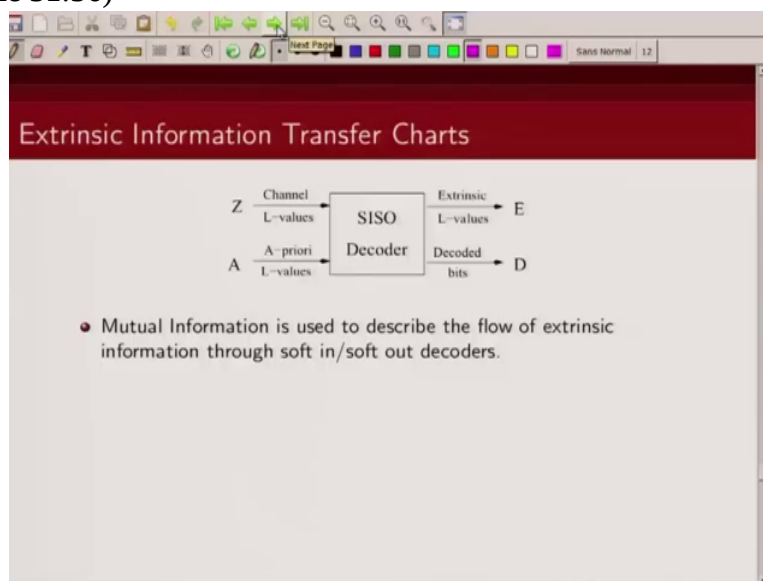 Next Page
Sans Normal 12
Extrinsic Information Transfer Charts
Z Channel L-values
SISO Decoder
Extrinsic L-values E
A A-priori L-values
Decoded bits D
Mutual Information is used to describe the flow of extrinsic
information through soft in/soft out decoders.